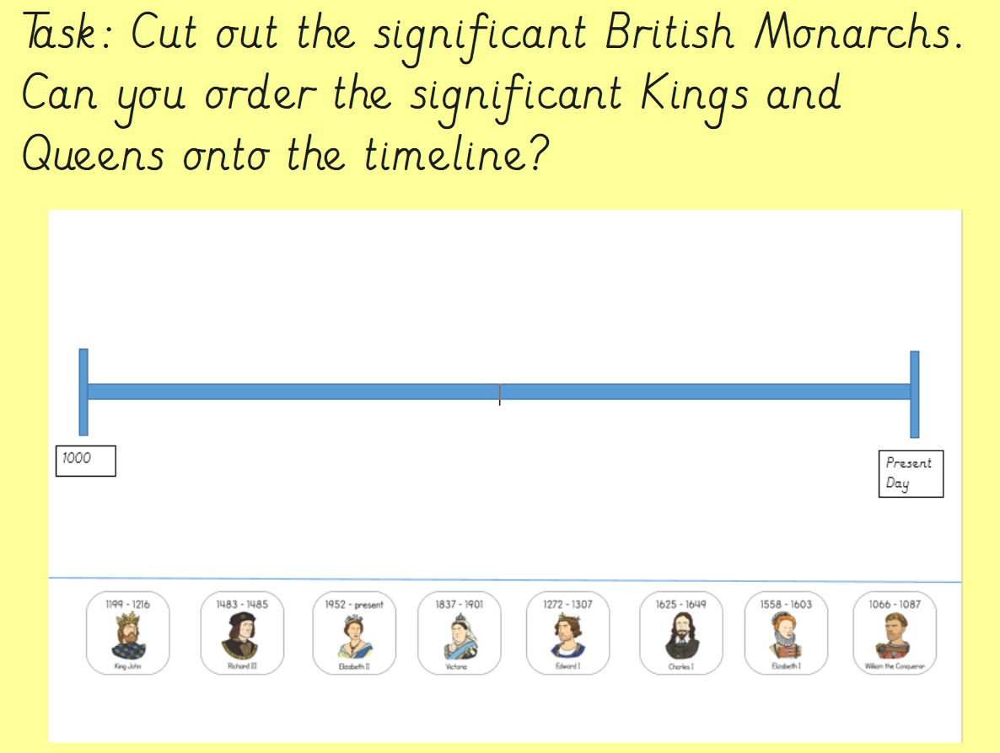 Task: Cut out the significant British Monarchs.
Can you order the significant Kings and
Queens onto the timeline?
1000
Present
Day
1199 - 1216
King John
1483 - 1485
Richard III
1952 - present
Elizabeth II
1837 - 1901
Victoria
1272 - 1307
Edward I
1625 - 1649
Charles I
1558 - 1603
Elizabeth I
1066 - 1087
William the Conqueror